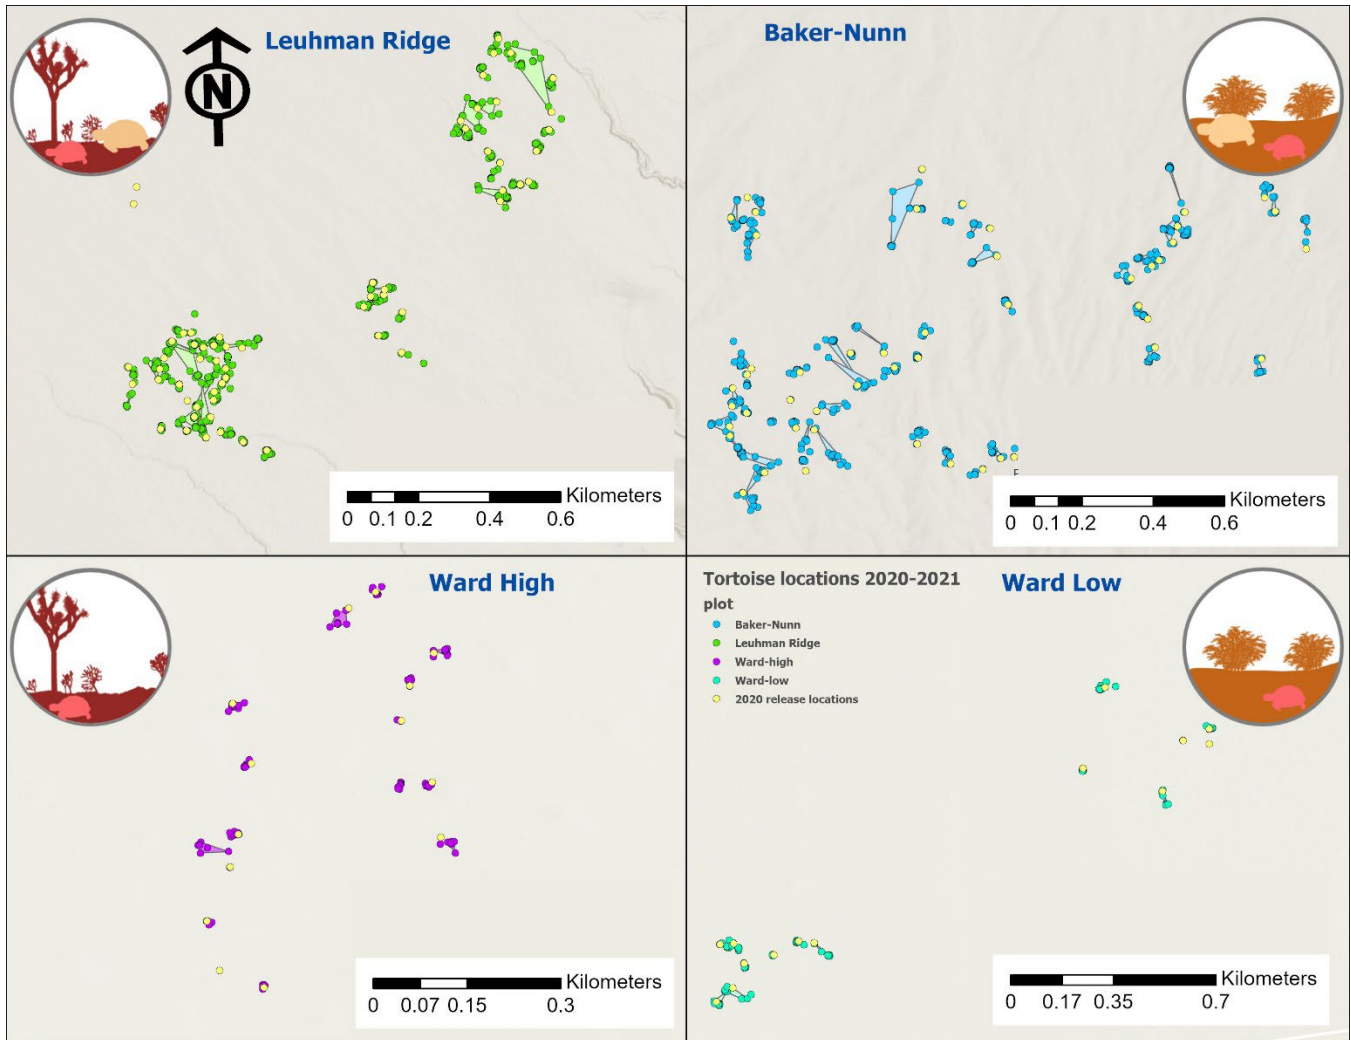 Leuhman Ridge
N
Kilometers
0 0.1 0.2 0.4 0.6
Baker-Nunn
F
Kilometers
0 0.1 0.2 0.4 0.6
Ward High
Kilometers
0 0.07 0.15 0.3
Tortoise locations 2020-2021
plot
Baker-Nunn
Leuhman Ridge
Ward-high
Ward-low
2020 release locations
Ward Low
Kilometers
0 0.17 0.35 0.7